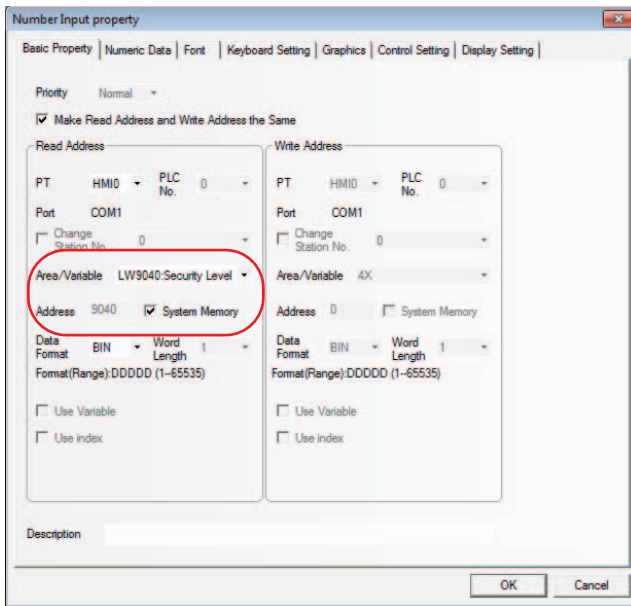 Number Input property
Basic Property Numeric Data Font Keyboard Setting Graphics Control Setting Display Setting
Priority Normal
Make Read Address and Write Address the Same
Read Address
PT HMI0 PLC No. 0
Port COM1
Change Station No. 0
Area/Variable LW9040:Security Level
Address 9040 System Memory
Data Format BIN Word Length 1
Format(Range):DDDDD (1--65535)
Use Variable
Use index
Write Address
PT HMI0 PLC No. 0
Port COM1
Change Station No. 0
Area/Variable 4X
Address 0 System Memory
Data Format BIN Word Length 1
Format(Range):DDDDD (1--65535)
Use Variable
Use index
Description
OK Cancel